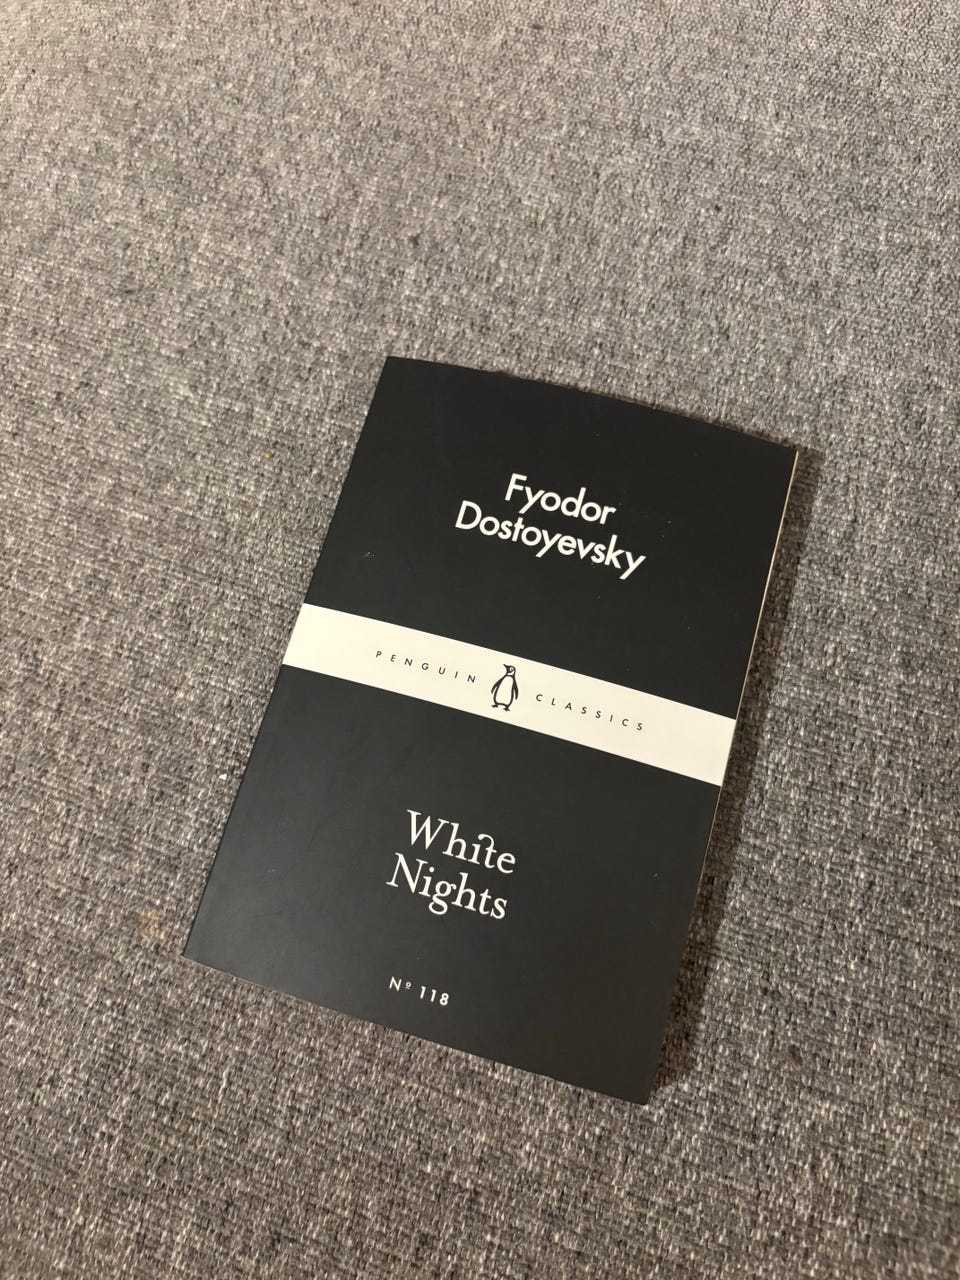 Fyodor
Dostoyevsky
PENGUIN CLASSICS
White
Nights
Nº 118